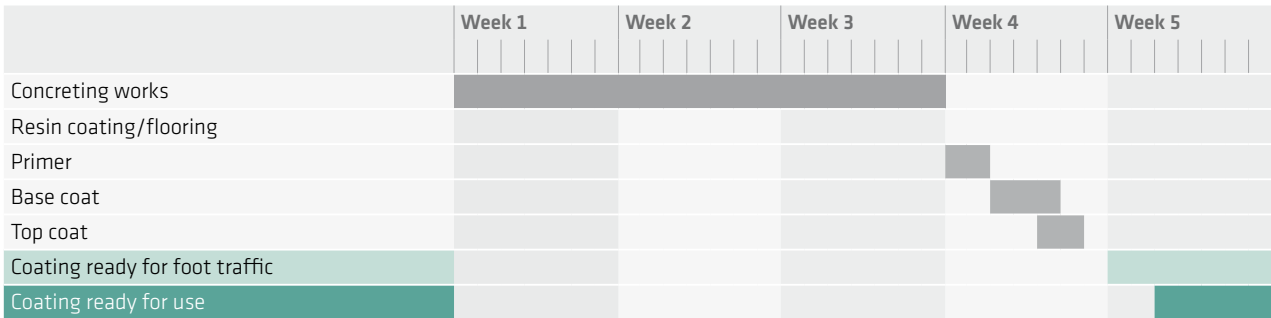 Week 1 Week 2 Week 3 Week 4 Week 5
Concreting works
Resin coating/flooring
Primer
Base coat
Top coat
Coating ready for foot traffic
Coating ready for use